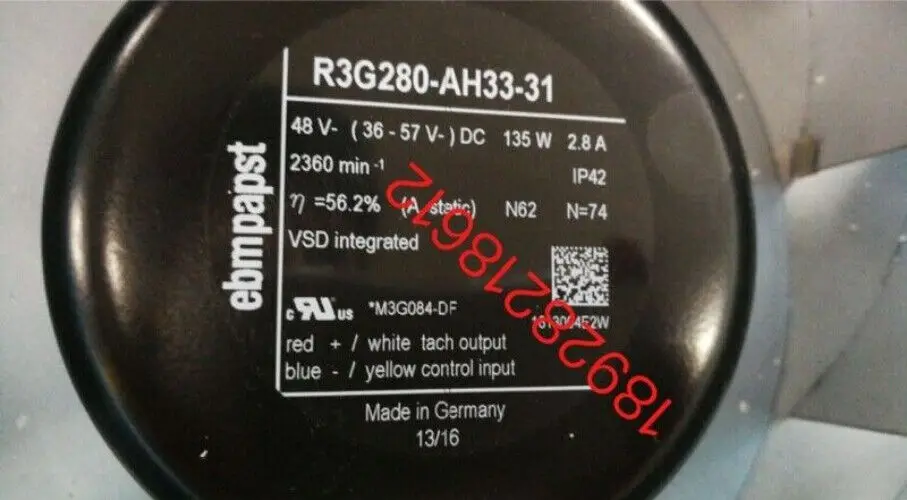 R3G280-AH33-31
48 V- ( 36 - 57 V- ) DC 135 W 2.8 A
2360 min -1 IP42
η =56.2% (A, static) N62 N=74
VSD integrated
ebmpapst
c us *M3G084-DF
red + / white tach output
blue - / yellow control input
Made in Germany
13/16
18928218612